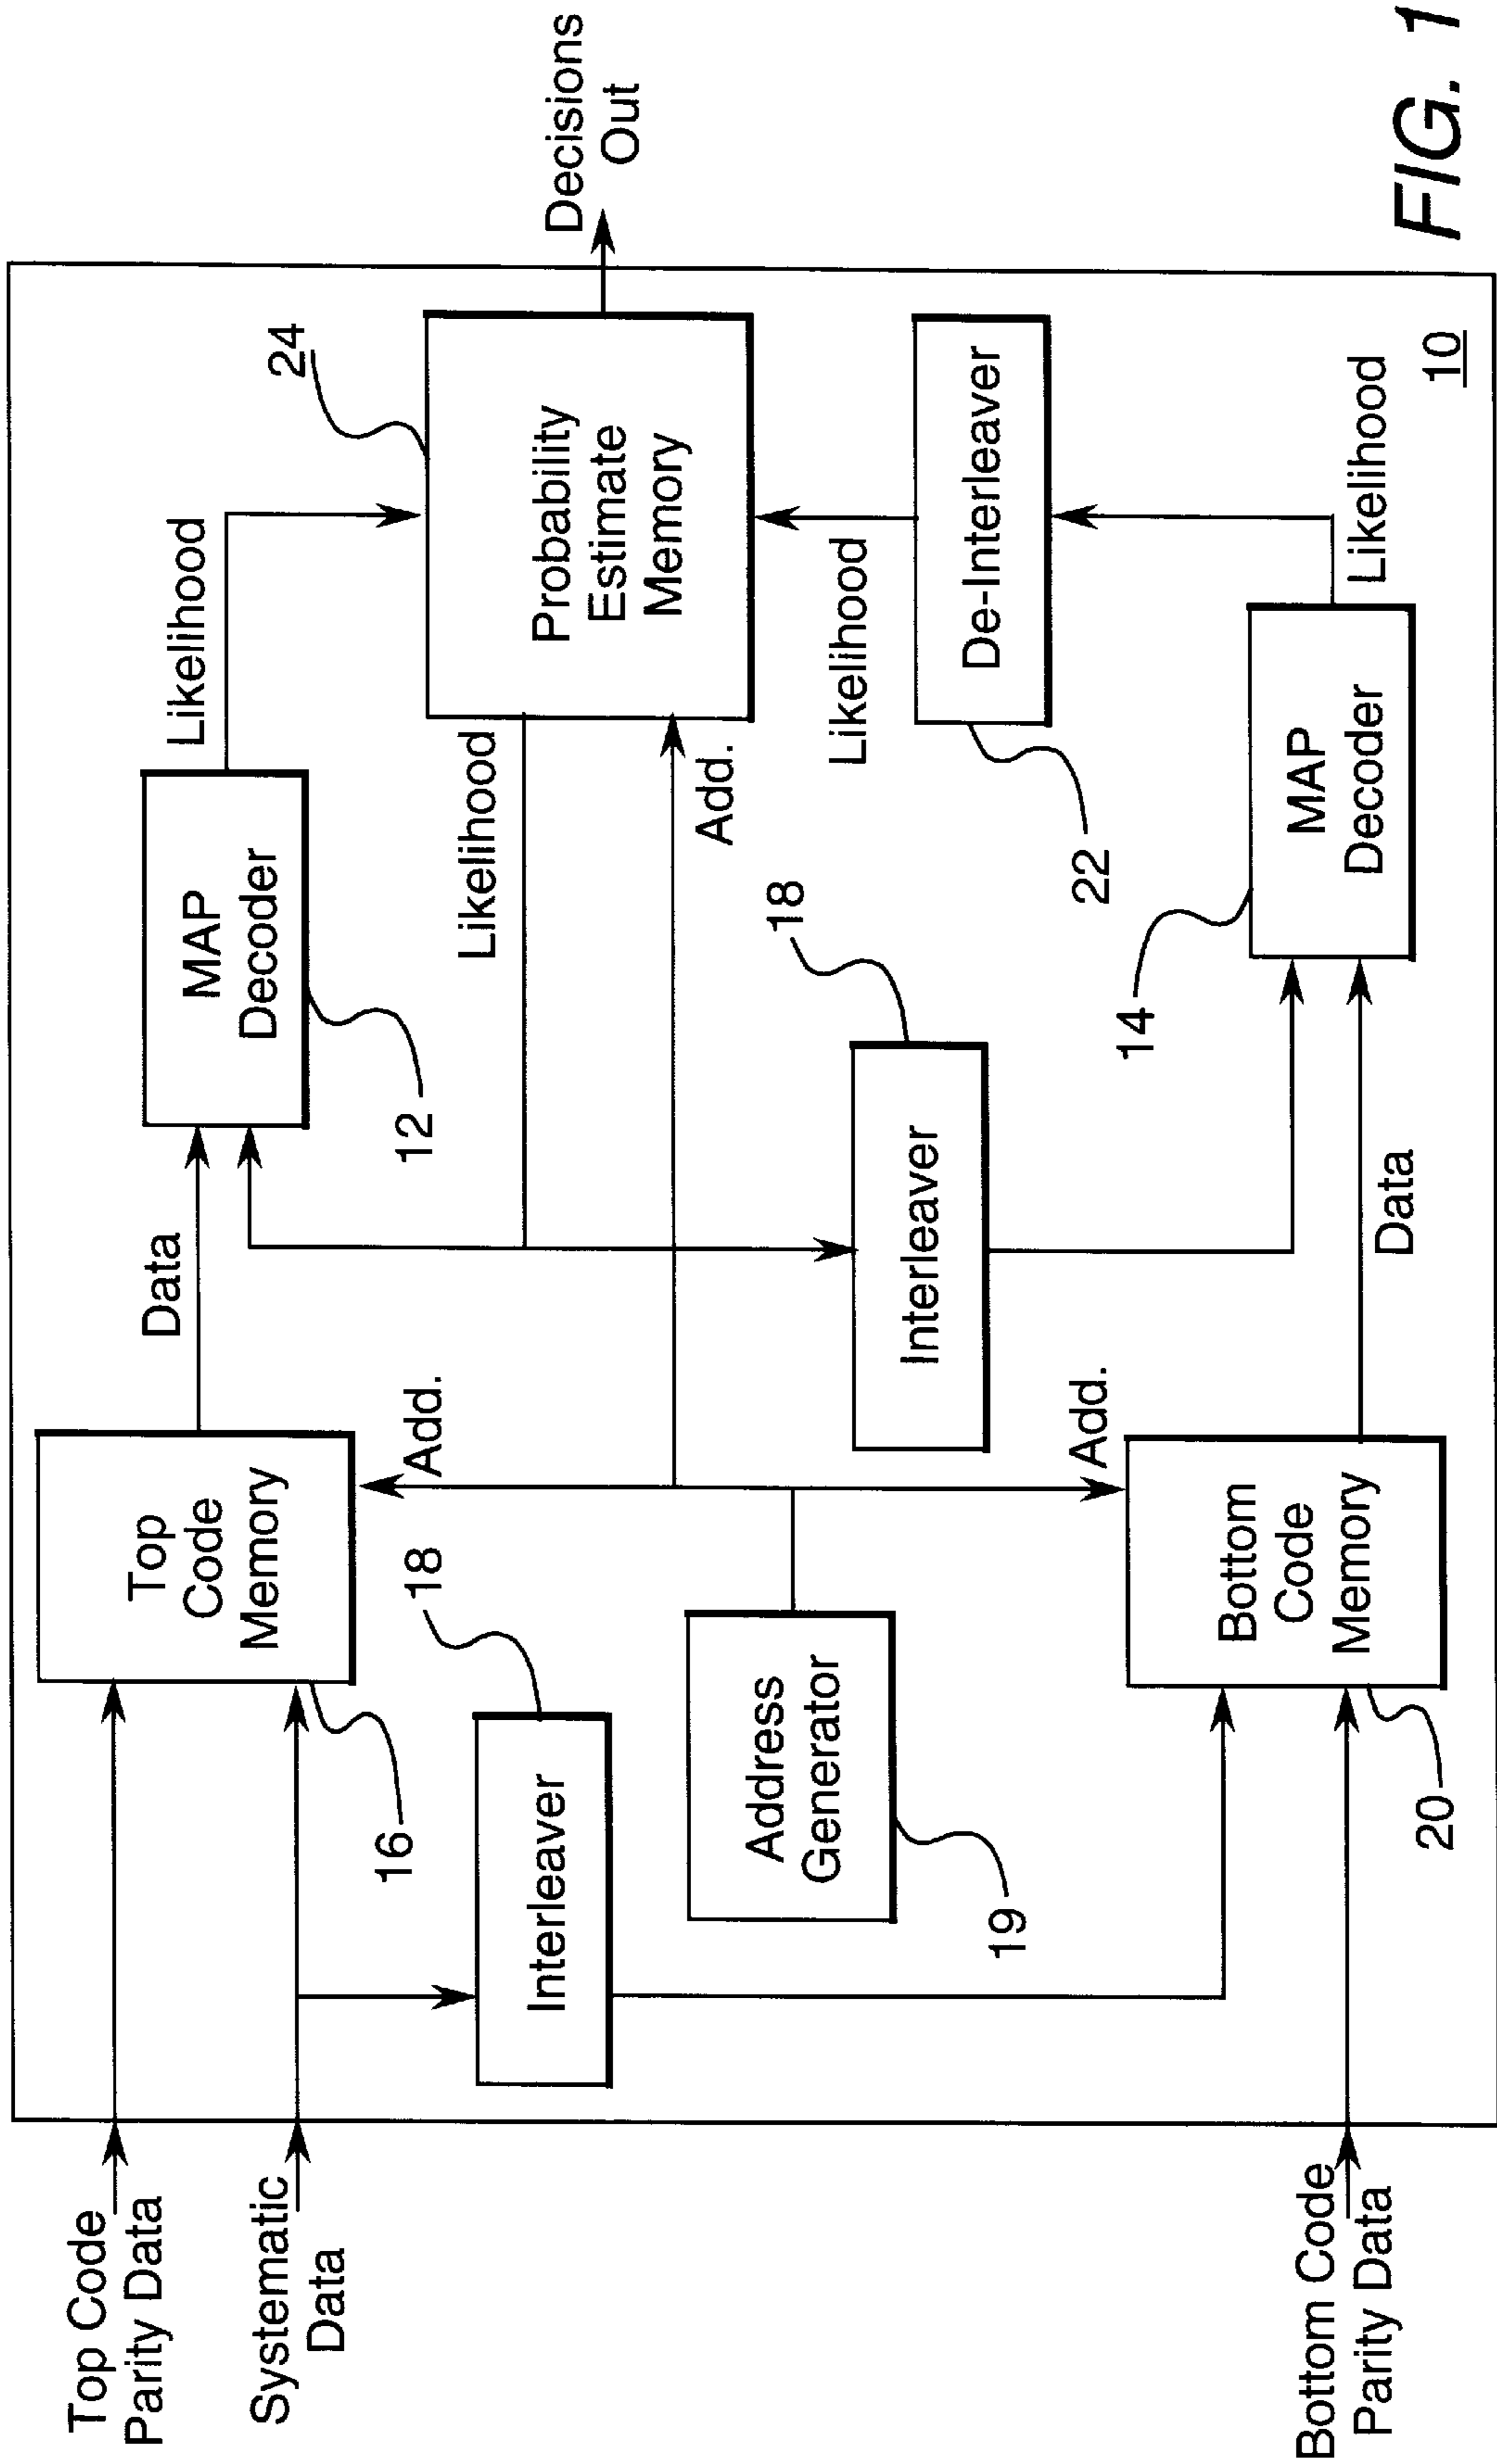 Top Code
Parity Data
Systematic
Data
Bottom Code
Parity Data
Top
Code
Memory
16
Interleaver
18
Address
Generator
19
Bottom
Code
Memory
20
Add.
Add.
Data
Data
MAP
Decoder
12
Likelihood
Likelihood
Add.
Interleaver
18
MAP
Decoder
14
Likelihood
De-Interleaver
22
Likelihood
Probability
Estimate
Memory
24
Decisions
Out
10
FIG. 1